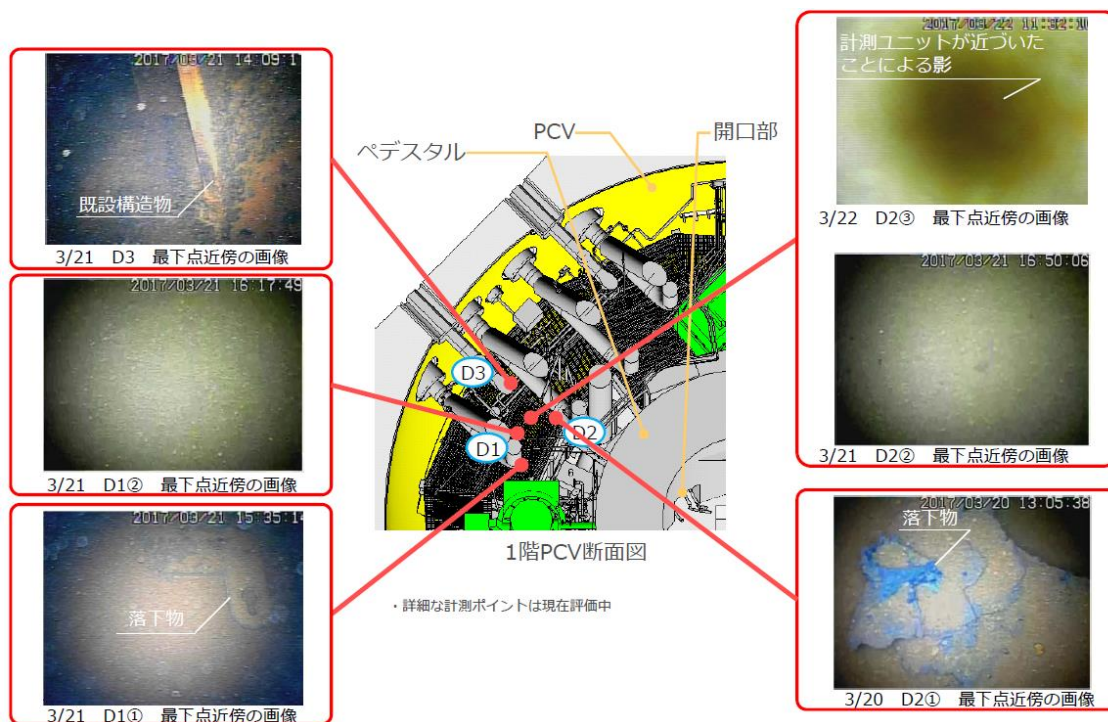 2017/03/21 14:09:1
既設構造物
3/21 D3 最下点近傍の画像
2017/03/21 16:17:49
3/21 D1② 最下点近傍の画像
2017/03/21 15:35:14
落下物
3/21 D1① 最下点近傍の画像
ペデスタル
PCV
開口部
D3
D1
D2
1階PCV断面図
・詳細な計測ポイントは現在評価中
2017/03/22 11:32:10
計測ユニットが近づいた
ことによる影
3/22 D2③ 最下点近傍の画像
2017/03/21 16:50:06
3/21 D2② 最下点近傍の画像
2017/03/20 13:05:38
落下物
3/20 D2① 最下点近傍の画像